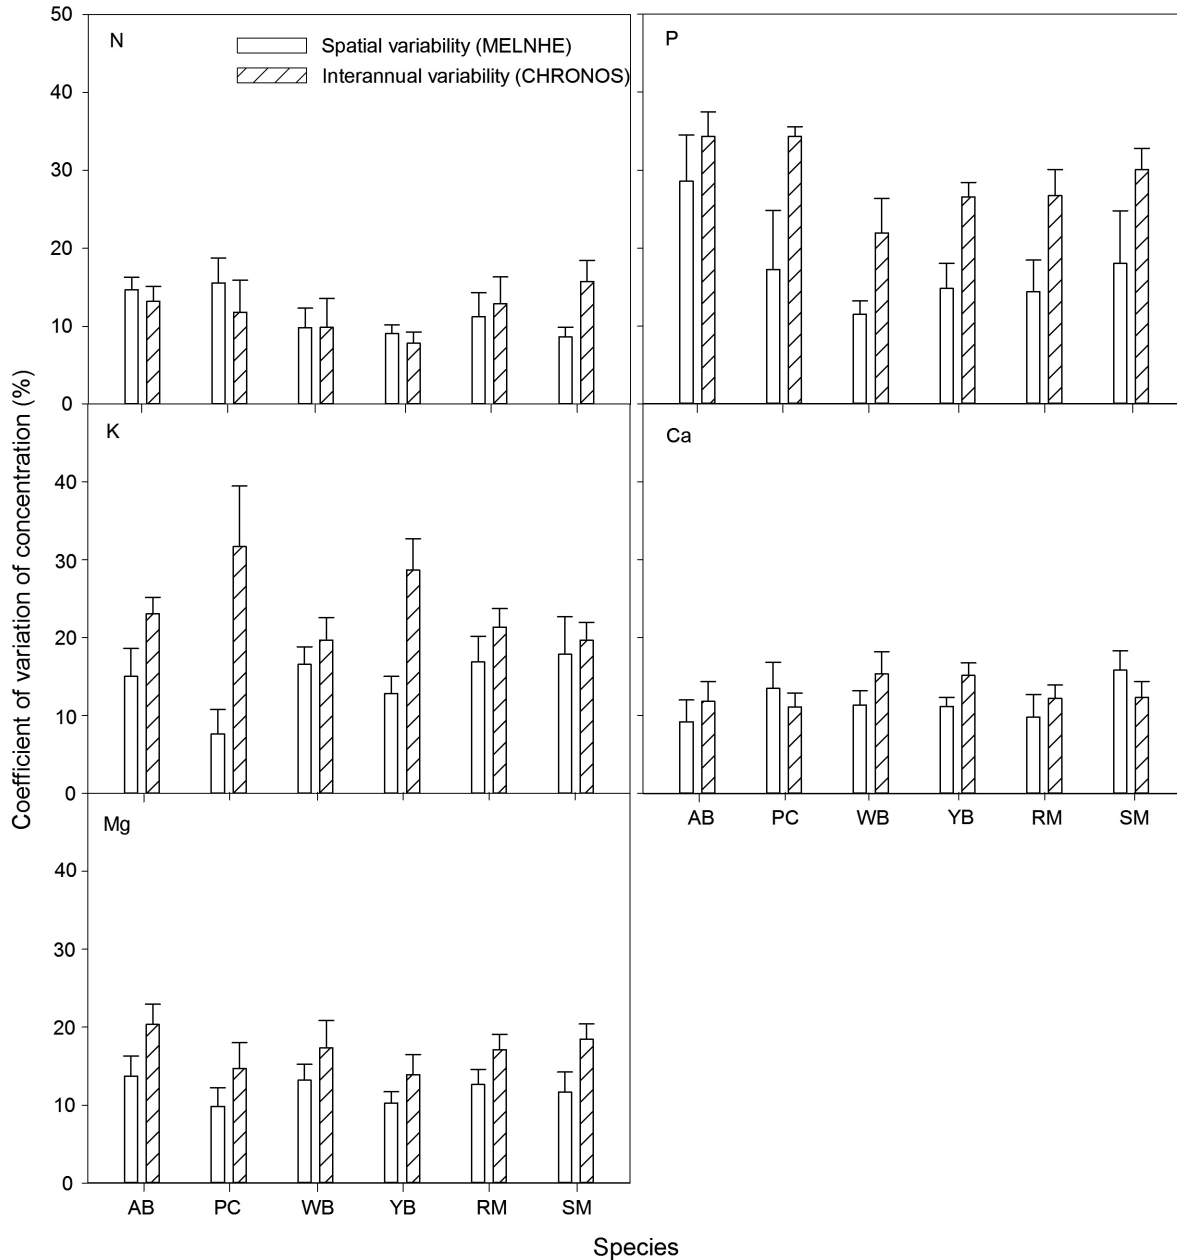 N
Spatial variability (MELNHE)
Interannual variability (CHRONOS)
P
50
40
30
20
10
0
K
Ca
40
30
20
10
0
AB PC WB YB RM SM
Mg
40
30
20
10
0
AB PC WB YB RM SM
Coefficient of variation of concentration (%)
Species